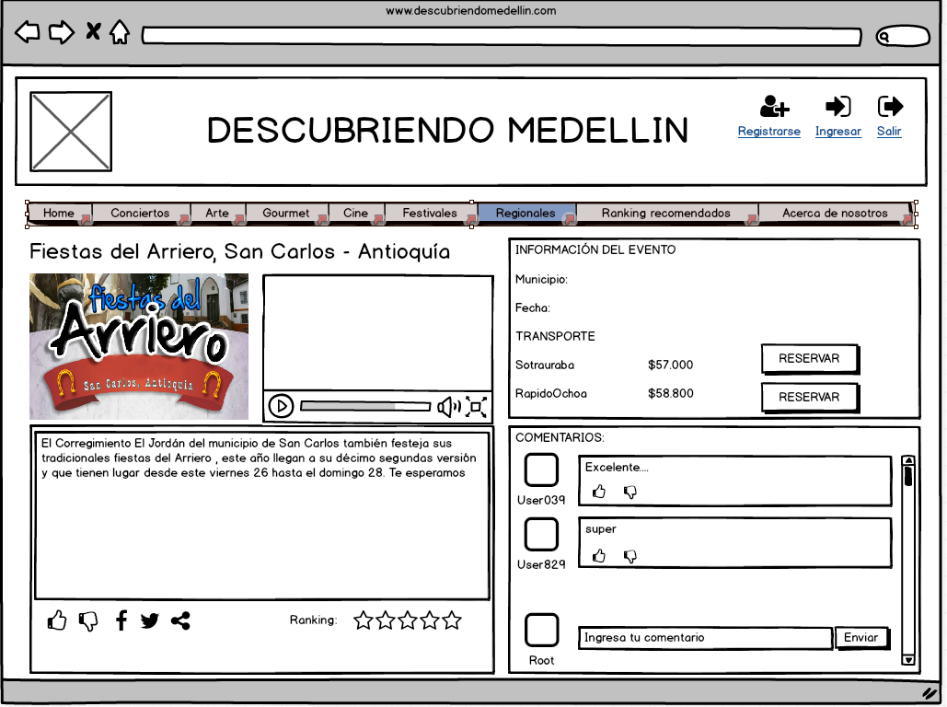 www.descubriendomedellin.com
DESCUBRIENDO MEDELLIN
Registrarse Ingresar Salir
Home Conciertos Arte Gourmet Cine Festivales Regionales Ranking recomendados Acerca de nosotros
Fiestas del Arriero, San Carlos - Antioquía
fiestas del
Arriero
San Carlos, Antioquia
El Corregimiento El Jordán del municipio de San Carlos también festeja sus
tradicionales fiestas del Arriero , este año llegan a su décimo segundas versión
y que tienen lugar desde este viernes 26 hasta el domingo 28. Te esperamos
Ranking:
INFORMACIÓN DEL EVENTO
Municipio:
Fecha:
TRANSPORTE
Sotrauraba $57.000 RESERVAR
RapidoOchoa $58.800 RESERVAR
COMENTARIOS:
Excelente....
User039
super
User829
Ingresa tu comentario Enviar
Root